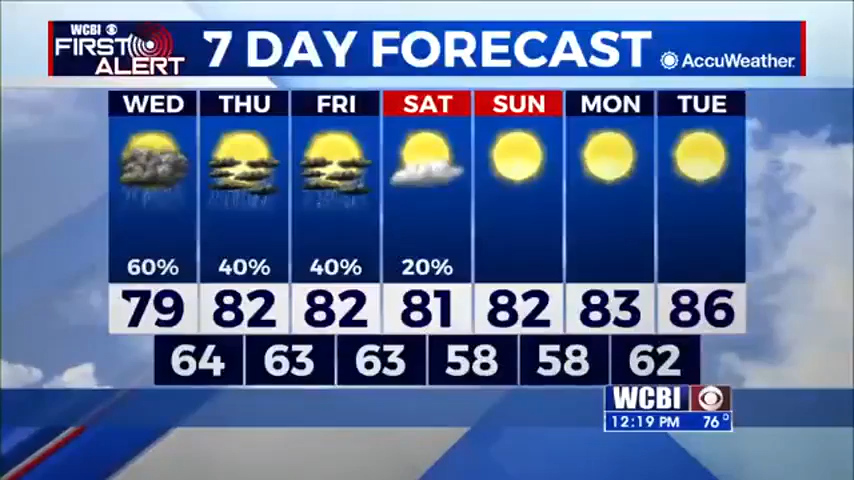 WCBI
FIRST ALERT
7 DAY FORECAST
AccuWeather
WED THU FRI SAT SUN MON TUE
60% 40% 40% 20%
79 82 82 81 82 83 86
64 63 63 58 58 62
WCBI
12:19 PM 76°